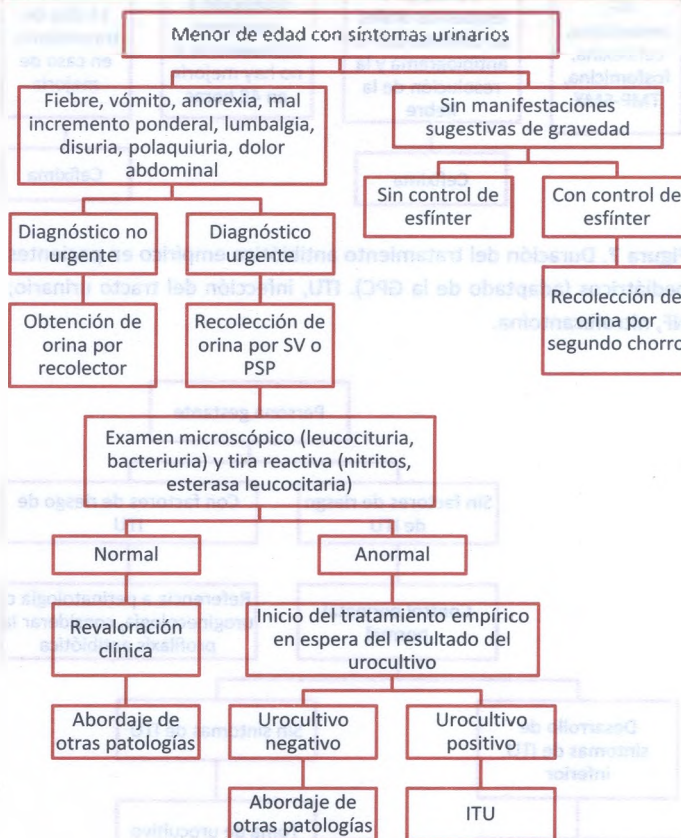 Menor de edad con síntomas urinarios
Fiebre, vómito, anorexia, mal
incremento ponderal, lumbalgia,
disuria, polaquiuria, dolor
abdominal
Sin manifestaciones
sugestivas de gravedad
Sin control de
esfínter
Con control de
esfínter
Diagnóstico no
urgente
Diagnóstico
urgente
Obtención de
orina por
recolector
Recolección de
orina por SV o
PSP
Recolección de
orina por
segundo chorro
Examen microscópico (leucocituria,
bacteriuria) y tira reactiva (nitritos,
esterasa leucocitaria)
Normal
Anormal
Revaloración
clínica
Inicio del tratamiento empírico
en espera del resultado del
urocultivo
Abordaje de
otras patologías
Urocultivo
negativo
Urocultivo
positivo
Abordaje de
otras patologías
ITU